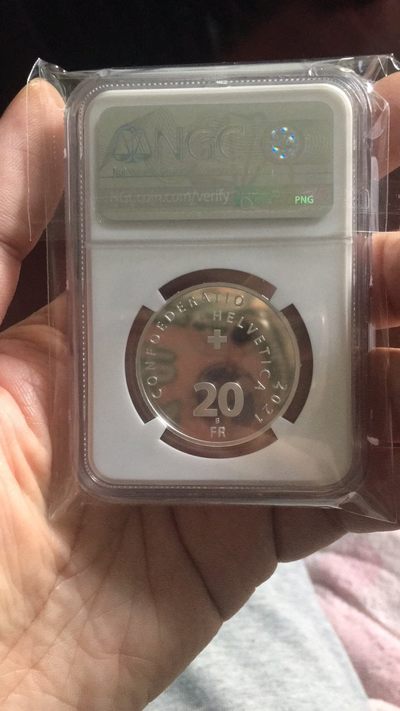 NGC
NGCcoin.com/verify
PNG
CONFOEDERATIO
HELVETICA 2021
20
B
FR